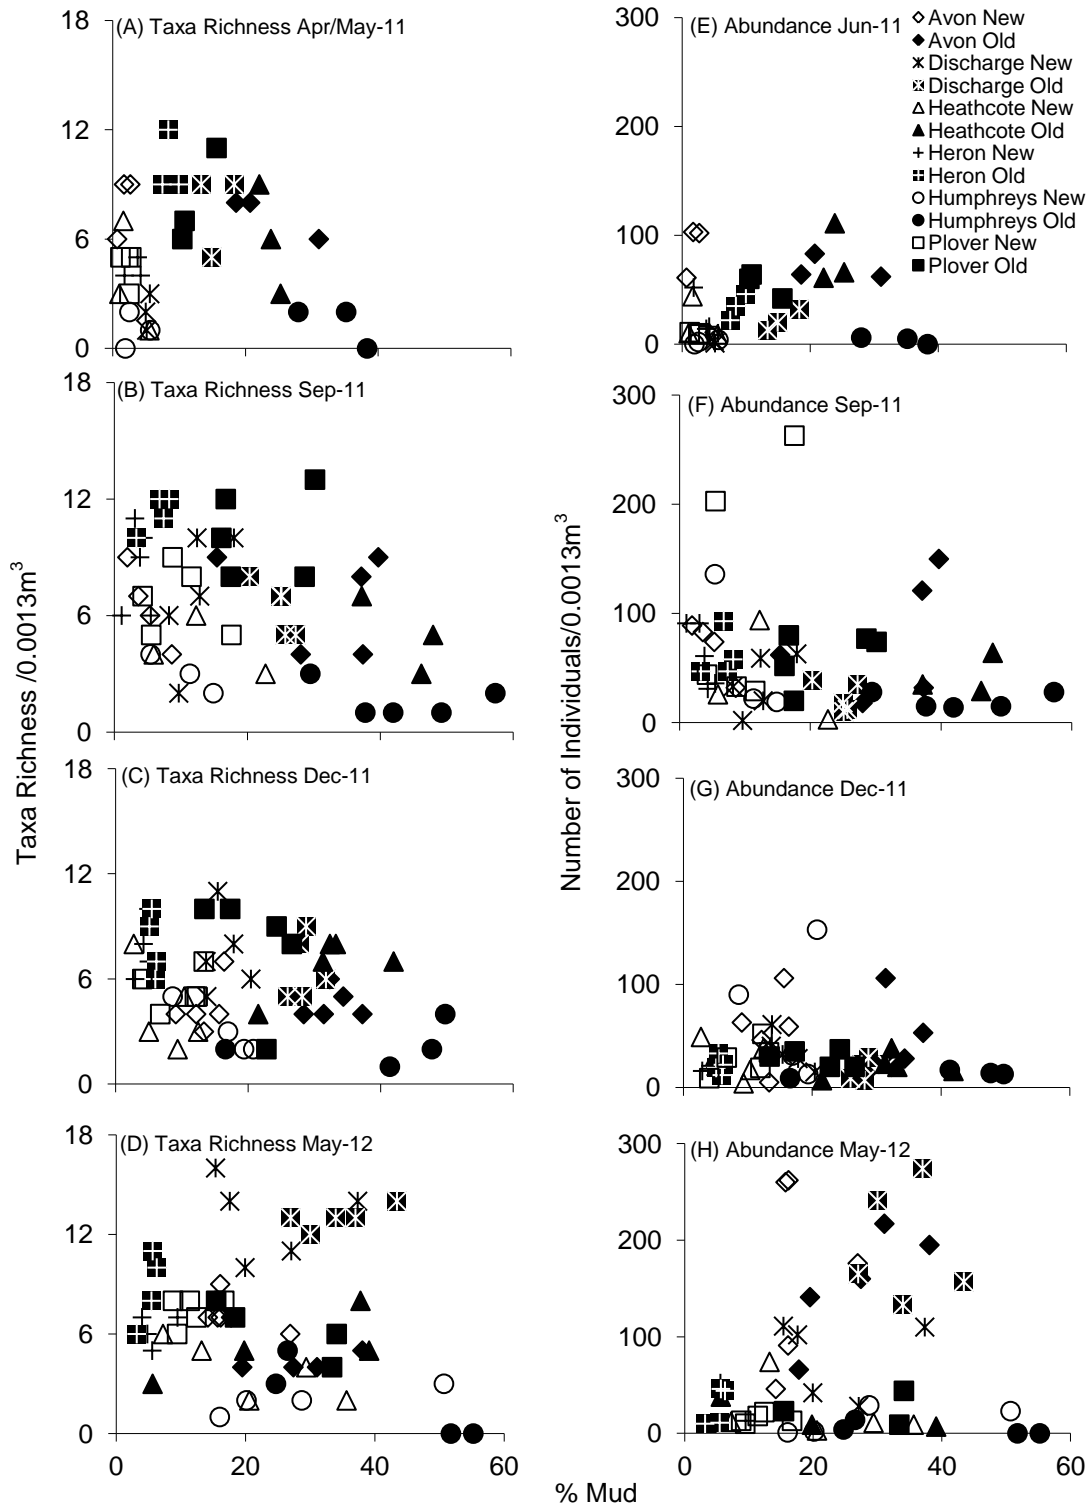 (A) Taxa Richness Apr/May-11
18
12
6
0
(B) Taxa Richness Sep-11
18
12
6
0
(C) Taxa Richness Dec-11
18
12
6
0
(D) Taxa Richness May-12
18
12
6
0
0 20 40 60
Taxa Richness /0.0013m³
(E) Abundance Jun-11
300
200
100
0
Avon New
Avon Old
Discharge New
Discharge Old
Heathcote New
Heathcote Old
Heron New
Heron Old
Humphreys New
Humphreys Old
Plover New
Plover Old
(F) Abundance Sep-11
300
200
100
0
(G) Abundance Dec-11
300
200
100
0
(H) Abundance May-12
300
200
100
0
0 20 40 60
Number of Individuals/0.0013m³
% Mud